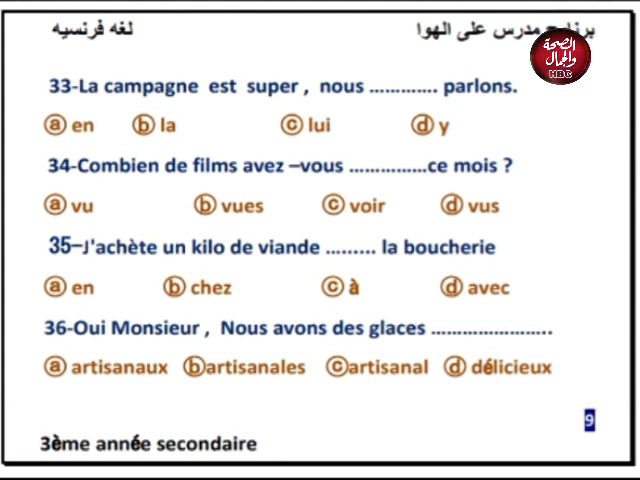 برنامج مدرس على الهوا
لغه فرنسيه
الصحة
والجمال
HBC
33-La campagne est super , nous ............. parlons.
ⓐ en ⓑ la ⓒ lui ⓓ y
34-Combien de films avez –vous ...............ce mois ?
ⓐ vu ⓑ vues ⓒ voir ⓓ vus
35–J'achète un kilo de viande ......... la boucherie
ⓐ en ⓑ chez ⓒ à ⓓ avec
36-Oui Monsieur , Nous avons des glaces .......................
ⓐ artisanaux ⓑartisanales ⓒartisanal ⓓ délicieux
9
3ème année secondaire